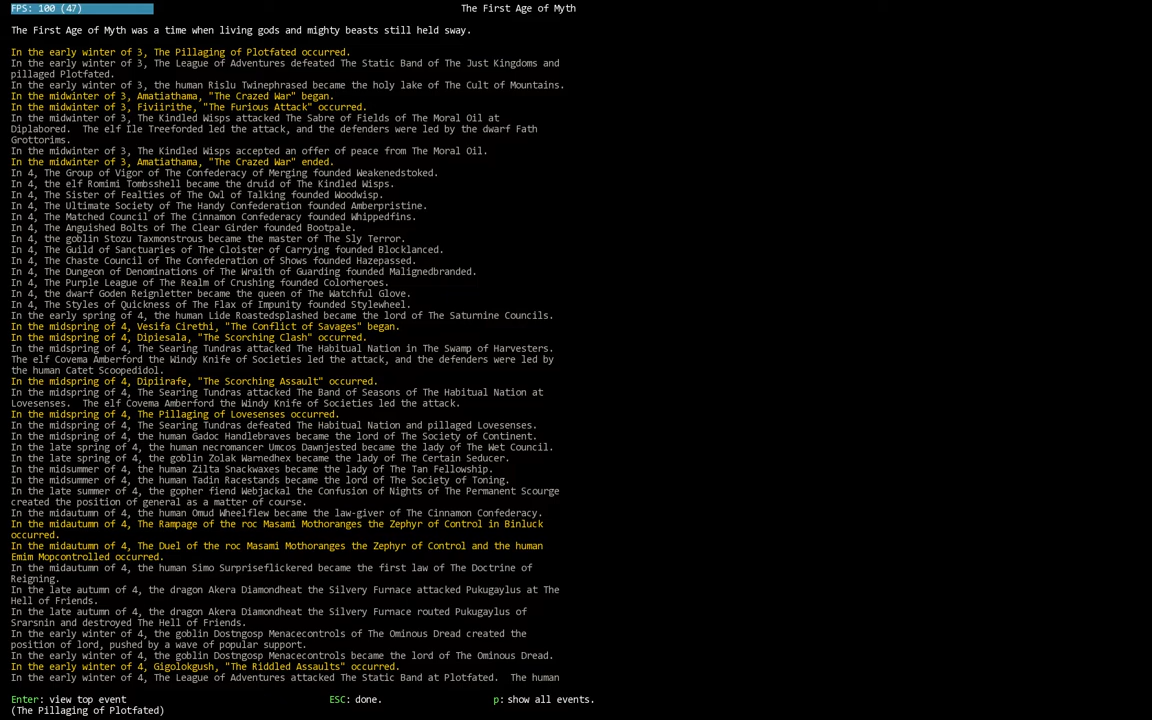 FPS: 100 (47)
The First Age of Myth
The First Age of Myth was a time when living gods and mighty beasts still held sway.
In the early winter of 3, The Pillaging of Plotfated occurred.
In the early winter of 3, The League of Adventures defeated The Static Band of The Just Kingdoms and
pillaged Plotfated.
In the early winter of 3, the human Rislu Twinephrased became the holy lake of The Cult of Mountains.
In the midwinter of 3, Amatiathama, "The Crazed War" began.
In the midwinter of 3, Fiviirithe, "The Furious Attack" occurred.
In the midwinter of 3, The Kindled Wisps attacked The Sabre of Fields of The Moral Oil at
Diplabored.  The elf Ile Treeforded led the attack, and the defenders were led by the dwarf Fath
Grottorims.
In the midwinter of 3, The Kindled Wisps accepted an offer of peace from The Moral Oil.
In the midwinter of 3, Amatiathama, "The Crazed War" ended.
In 4, The Group of Vigor of The Confederacy of Merging founded Weakenedstoked.
In 4, the elf Romimi Tombsshell became the druid of The Kindled Wisps.
In 4, The Sister of Fealties of The Owl of Talking founded Woodwisp.
In 4, The Ultimate Society of The Handy Confederation founded Amberpristine.
In 4, The Matched Council of The Cinnamon Confederacy founded Whippedfins.
In 4, The Anguished Bolts of The Clear Girder founded Bootpale.
In 4, the goblin Stozu Taxmonstrous became the master of The Sly Terror.
In 4, The Guild of Sanctuaries of The Cloister of Carrying founded Blocklanced.
In 4, The Chaste Council of The Confederation of Shows founded Hazepassed.
In 4, The Dungeon of Denominations of The Wraith of Guarding founded Malignedbranded.
In 4, The Purple League of The Realm of Crushing founded Colorheroes.
In 4, the dwarf Goden Reignletter became the queen of The Watchful Glove.
In 4, The Styles of Quickness of The Flax of Impunity founded Stylewheel.
In the early spring of 4, the human Lide Roastedsplashed became the lord of The Saturnine Councils.
In the midspring of 4, Vesifa Cirethi, "The Conflict of Savages" began.
In the midspring of 4, Dipiesala, "The Scorching Clash" occurred.
In the midspring of 4, The Searing Tundras attacked The Habitual Nation in The Swamp of Harvesters.
The elf Covema Amberford the Windy Knife of Societies led the attack, and the defenders were led by
the human Catet Scoopedidol.
In the midspring of 4, Dipiirafe, "The Scorching Assault" occurred.
In the midspring of 4, The Searing Tundras attacked The Band of Seasons of The Habitual Nation at
Lovesenses.  The elf Covema Amberford the Windy Knife of Societies led the attack.
In the midspring of 4, The Pillaging of Lovesenses occurred.
In the midspring of 4, The Searing Tundras defeated The Habitual Nation and pillaged Lovesenses.
In the midspring of 4, the human Gadoc Handlebraves became the lord of The Society of Continent.
In the late spring of 4, the human necromancer Umcos Dawnjested became the lady of The Wet Council.
In the late spring of 4, the goblin Zolak Warnedhex became the lady of The Certain Seducer.
In the midsummer of 4, the human Zilta Snackwaxes became the lady of The Tan Fellowship.
In the midsummer of 4, the human Tadin Racestands became the lord of The Society of Toning.
In the late summer of 4, the gopher fiend Webjackal the Confusion of Nights of The Permanent Scourge
created the position of general as a matter of course.
In the midautumn of 4, the human Omud Wheelflew became the law-giver of The Cinnamon Confederacy.
In the midautumn of 4, The Rampage of the roc Masami Mothoranges the Zephyr of Control in Binluck
occurred.
In the midautumn of 4, The Duel of the roc Masami Mothoranges the Zephyr of Control and the human
Emim Mopcontrolled occurred.
In the midautumn of 4, the human Simo Surpriseflickered became the first law of The Doctrine of
Reigning.
In the late autumn of 4, the dragon Akera Diamondheat the Silvery Furnace attacked Pukugaylus at The
Hell of Friends.
In the late autumn of 4, the dragon Akera Diamondheat the Silvery Furnace routed Pukugaylus of
Srarsnin and destroyed The Hell of Friends.
In the early winter of 4, the goblin Dostngosp Menacecontrols of The Ominous Dread created the
position of lord, pushed by a wave of popular support.
In the early winter of 4, the goblin Dostngosp Menacecontrols became the lord of The Ominous Dread.
In the early winter of 4, Gigolokgush, "The Riddled Assaults" occurred.
In the early winter of 4, The League of Adventures attacked The Static Band at Plotfated.  The human
Enter: view top event
ESC: done.
p: show all events.
(The Pillaging of Plotfated)